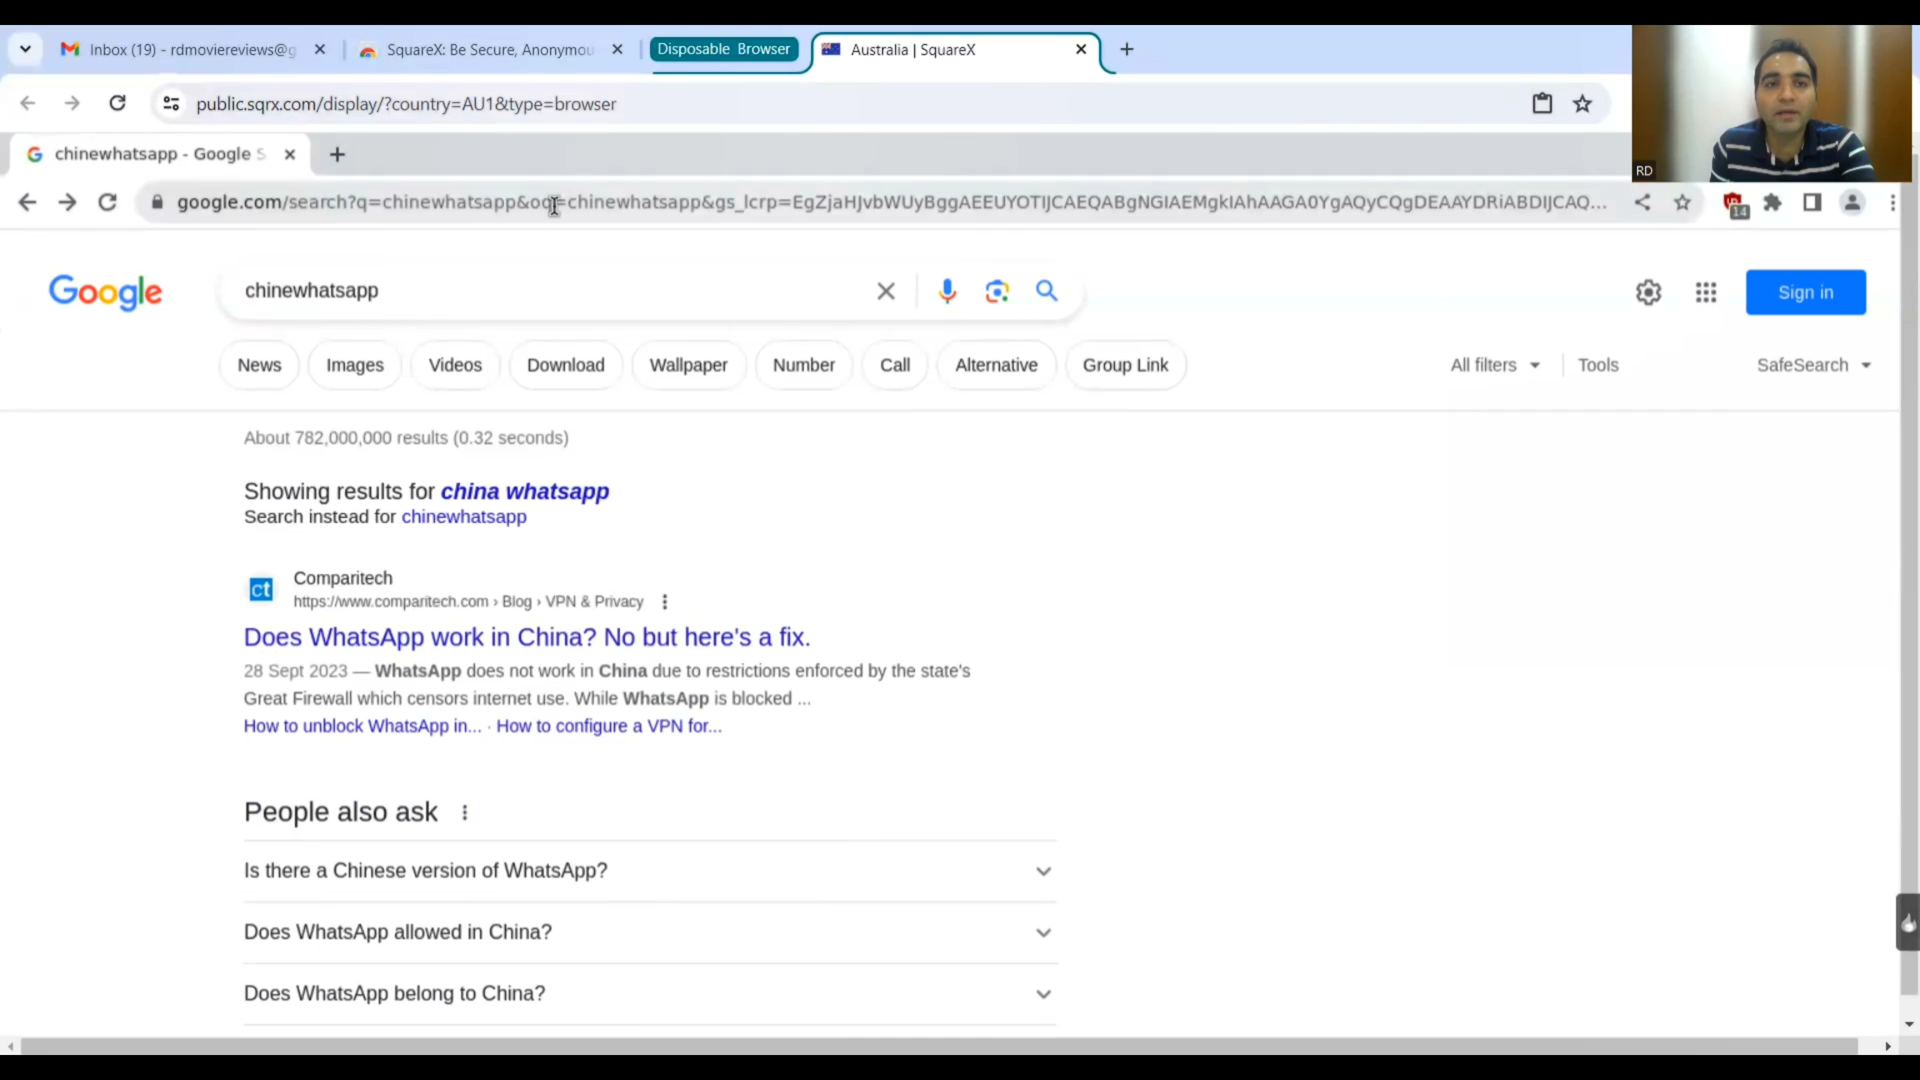 Inbox (19) - rdmoviereviews@g
SquareX: Be Secure, Anonymou
Disposable Browser
Australia | SquareX
public.sqrx.com/display/?country=AU1&type=browser
RD
chinewhatsapp - Google S
google.com/search?q=chinewhatsapp&oq=chinewhatsapp&gs_lcrp=EgZjaHJvbWUyBggAEEUYOTIJCAEQABgNGIAEMgkIAhAAGA0YgAQyCQgDEAAYDRiABDIJCAQ...
14
Google
chinewhatsapp
Sign in
News
Images
Videos
Download
Wallpaper
Number
Call
Alternative
Group Link
All filters
Tools
SafeSearch
About 782,000,000 results (0.32 seconds)
Showing results for china whatsapp
Search instead for chinewhatsapp
ct
Comparitech
https://www.comparitech.com › Blog › VPN & Privacy
Does WhatsApp work in China? No but here's a fix.
28 Sept 2023 — WhatsApp does not work in China due to restrictions enforced by the state's
Great Firewall which censors internet use. While WhatsApp is blocked ...
How to unblock WhatsApp in... · How to configure a VPN for...
People also ask
Is there a Chinese version of WhatsApp?
Does WhatsApp allowed in China?
Does WhatsApp belong to China?